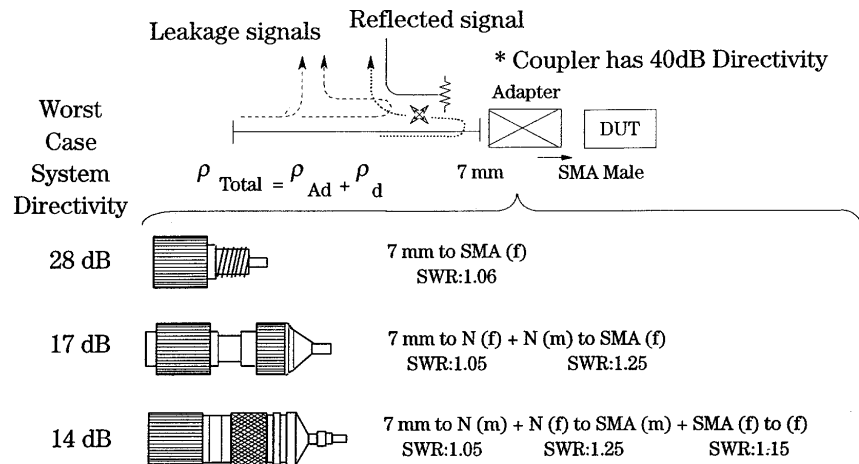 Reflected signal
Leakage signals
* Coupler has 40dB Directivity
Adapter
DUT
Worst
Case
System
Directivity
ρ Total = ρ Ad + ρ d
7 mm
SMA Male
28 dB
7 mm to SMA (f)
SWR:1.06
17 dB
7 mm to N (f) + N (m) to SMA (f)
SWR:1.05 SWR:1.25
14 dB
7 mm to N (m) + N (f) to SMA (m) + SMA (f) to (f)
SWR:1.05 SWR:1.25 SWR:1.15